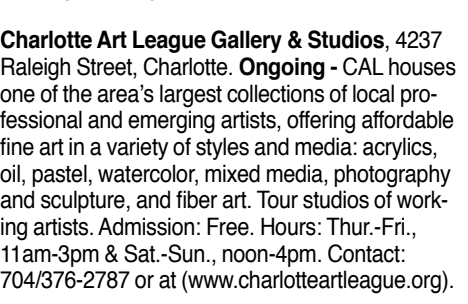 Charlotte Art League Gallery & Studios, 4237
Raleigh Street, Charlotte. Ongoing - CAL houses
one of the area's largest collections of local pro-
fessional and emerging artists, offering affordable
fine art in a variety of styles and media: acrylics,
oil, pastel, watercolor, mixed media, photography
and sculpture, and fiber art. Tour studios of work-
ing artists. Admission: Free. Hours: Thur.-Fri.,
11am-3pm & Sat.-Sun., noon-4pm. Contact:
704/376-2787 or at (www.charlotteartleague.org).